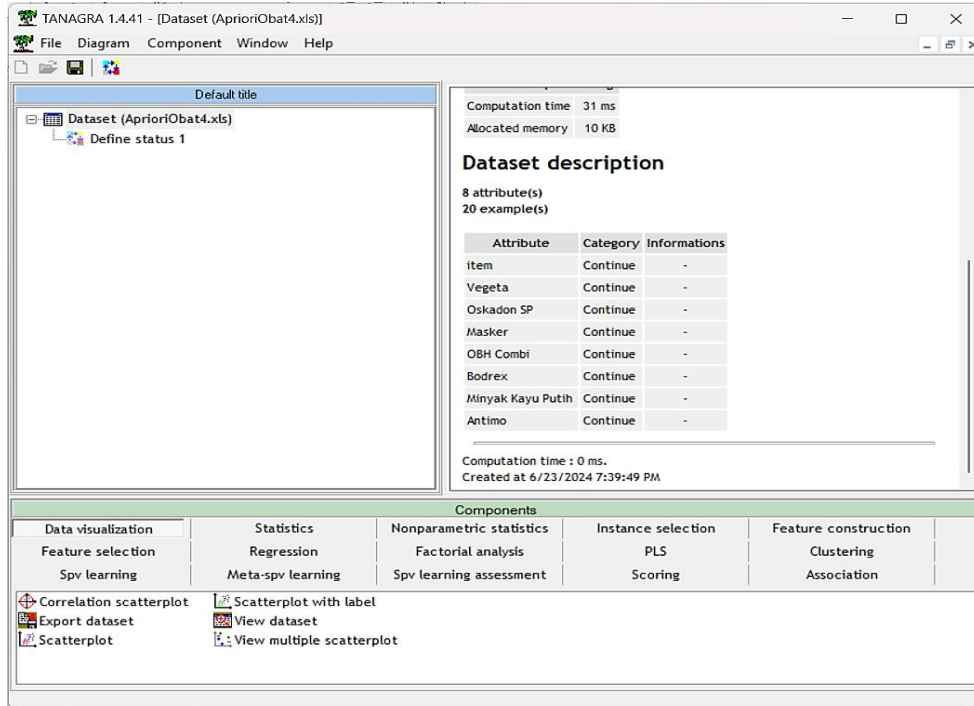 TANAGRA 1.4.41 - [Dataset (AprioriObat4.xls)]
File Diagram Component Window Help
Default title
Dataset (AprioriObat4.xls)
Define status 1
Computation time 31 ms
Allocated memory 10 KB
Dataset description
8 attribute(s)
20 example(s)
Attribute Category Informations
item Continue -
Vegeta Continue -
Oskadon SP Continue -
Masker Continue -
OBH Combi Continue -
Bodrex Continue -
Minyak Kayu Putih Continue -
Antimo Continue -
Computation time : 0 ms.
Created at 6/23/2024 7:39:49 PM
Components
Data visualization Statistics Nonparametric statistics Instance selection Feature construction
Feature selection Regression Factorial analysis PLS Clustering
Spv learning Meta-spv learning Spv learning assessment Scoring Association
Correlation scatterplot Scatterplot with label
Export dataset View dataset
Scatterplot View multiple scatterplot